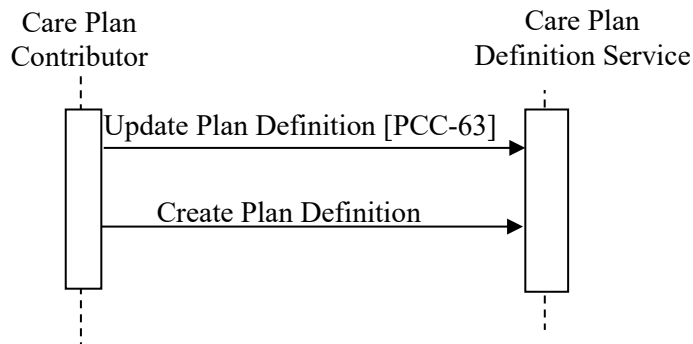 Care Plan
Contributor
Care Plan
Definition Service
Update Plan Definition [PCC-63]
Create Plan Definition